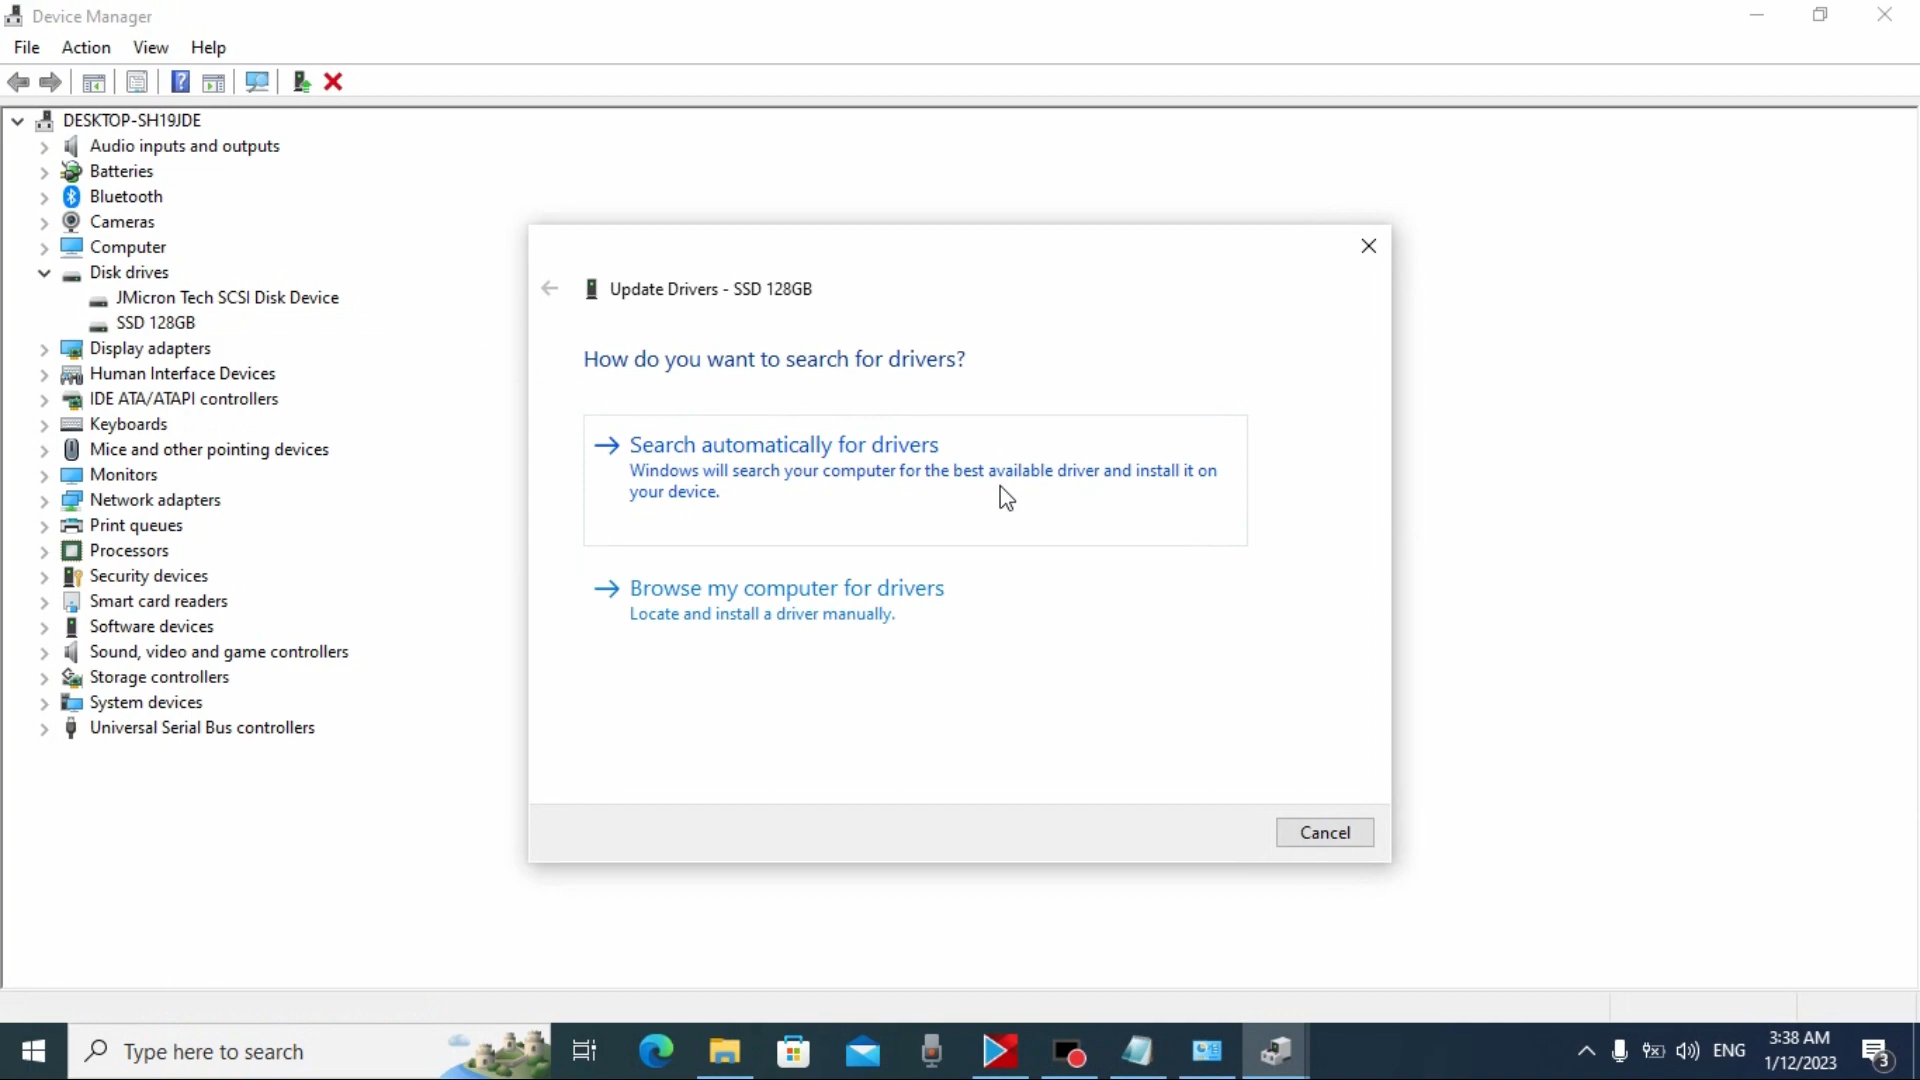 Device Manager
File Action View Help
DESKTOP-SH19JDE
Audio inputs and outputs
Batteries
Bluetooth
Cameras
Computer
Disk drives
JMicron Tech SCSI Disk Device
SSD 128GB
Display adapters
Human Interface Devices
IDE ATA/ATAPI controllers
Keyboards
Mice and other pointing devices
Monitors
Network adapters
Print queues
Processors
Security devices
Smart card readers
Software devices
Sound, video and game controllers
Storage controllers
System devices
Universal Serial Bus controllers
Update Drivers - SSD 128GB
How do you want to search for drivers?
Search automatically for drivers
Windows will search your computer for the best available driver and install it on
your device.
Browse my computer for drivers
Locate and install a driver manually.
Cancel
Type here to search
ENG
3:38 AM
1/12/2023
3